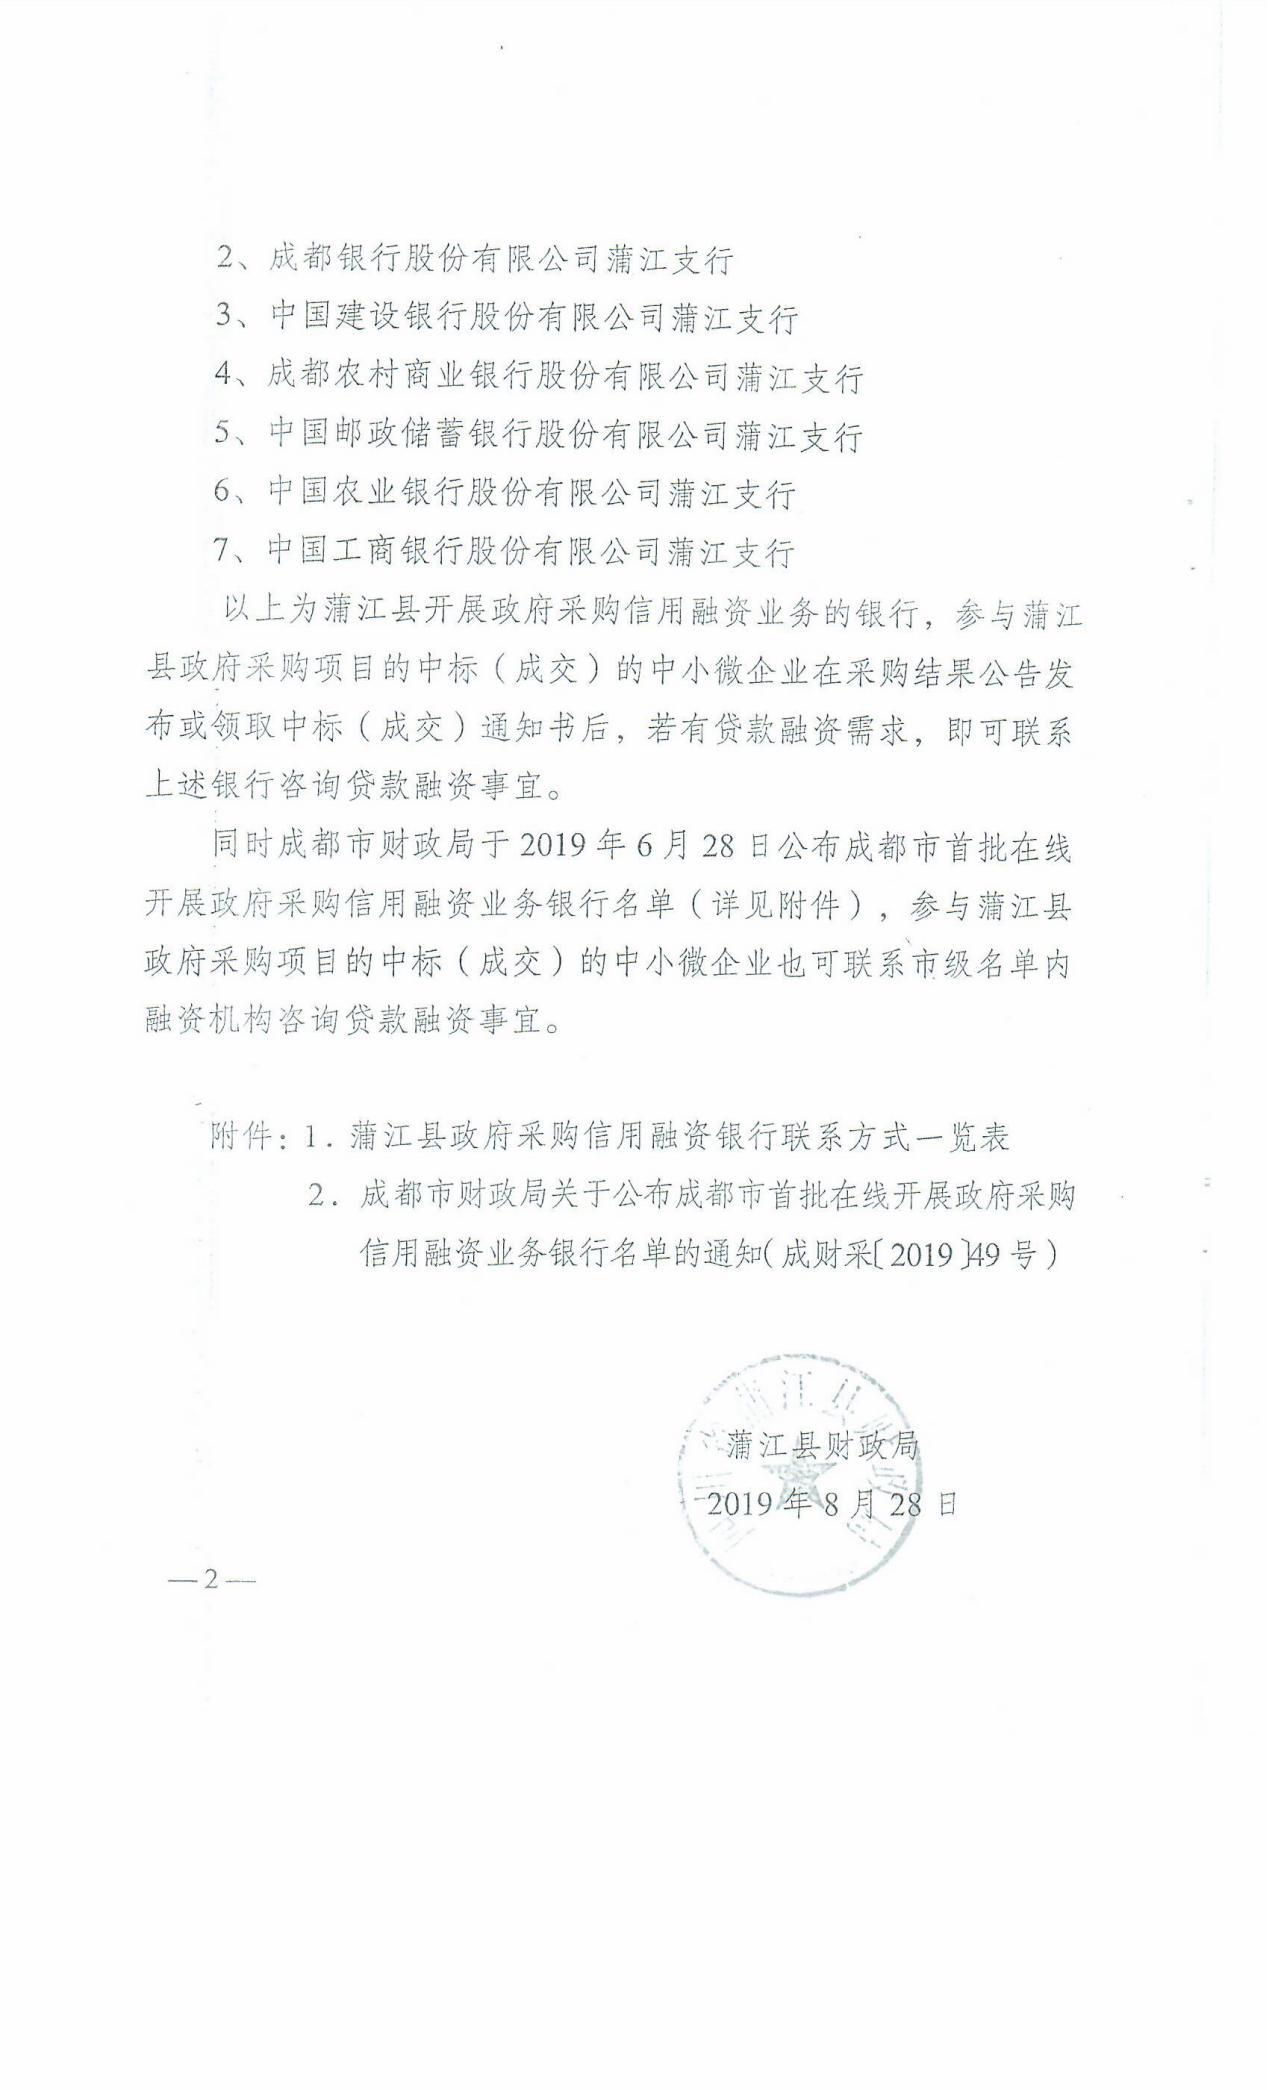 2、成都银行股份有限公司蒲江支行
3、中国建设银行股份有限公司蒲江支行
4、成都农村商业银行股份有限公司蒲江支行
5、中国邮政储蓄银行股份有限公司蒲江支行
6、中国农业银行股份有限公司蒲江支行
7、中国工商银行股份有限公司蒲江支行
以上为蒲江县开展政府采购信用融资业务的银行，参与蒲江
县政府采购项目的中标（成交）的中小微企业在采购结果公告发
布或领取中标（成交）通知书后，若有贷款融资需求，即可联系
上述银行咨询贷款融资事宜。
同时成都市财政局于 2019 年 6 月 28 日公布成都市首批在线
开展政府采购信用融资业务银行名单（详见附件），参与蒲江县
政府采购项目的中标（成交）的中小微企业也可联系市级名单内
融资机构咨询贷款融资事宜。
附件：1．蒲江县政府采购信用融资银行联系方式一览表
2．成都市财政局关于公布成都市首批在线开展政府采购
信用融资业务银行名单的通知（成财采〔2019〕49 号）
蒲江县财政局
2019 年 8 月 28 日
—2—